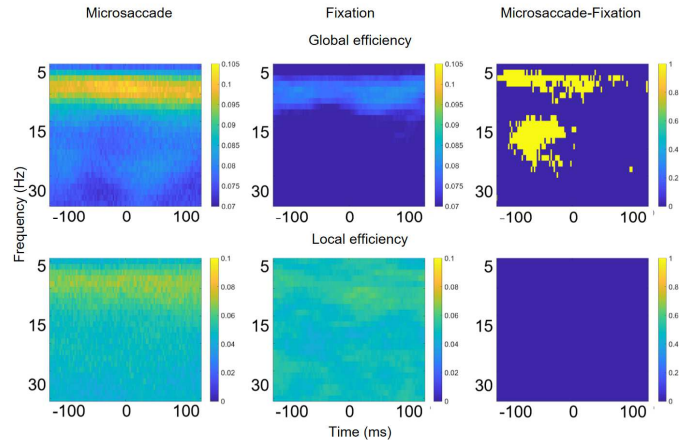 Microsaccade Fixation Microsaccade-Fixation
Global efficiency
5 0.105 5 0.105 5 1
0.1 0.1
0.095 0.095 0.8
15 0.09 15 0.09 15 0.6
0.085 0.085 0.4
0.08 0.08
30 0.075 30 0.075 30 0.2
0.07 0.07 0
-100 0 100 -100 0 100 -100 0 100
Frequency (Hz)
Local efficiency
5 0.1 5 0.1 5 1
0.08 0.08 0.8
15 0.06 15 0.06 15 0.6
0.04 0.04 0.4
0.02 0.02 0.2
30 0 30 0 30 0
-100 0 100 -100 0 100 -100 0 100
Time (ms)